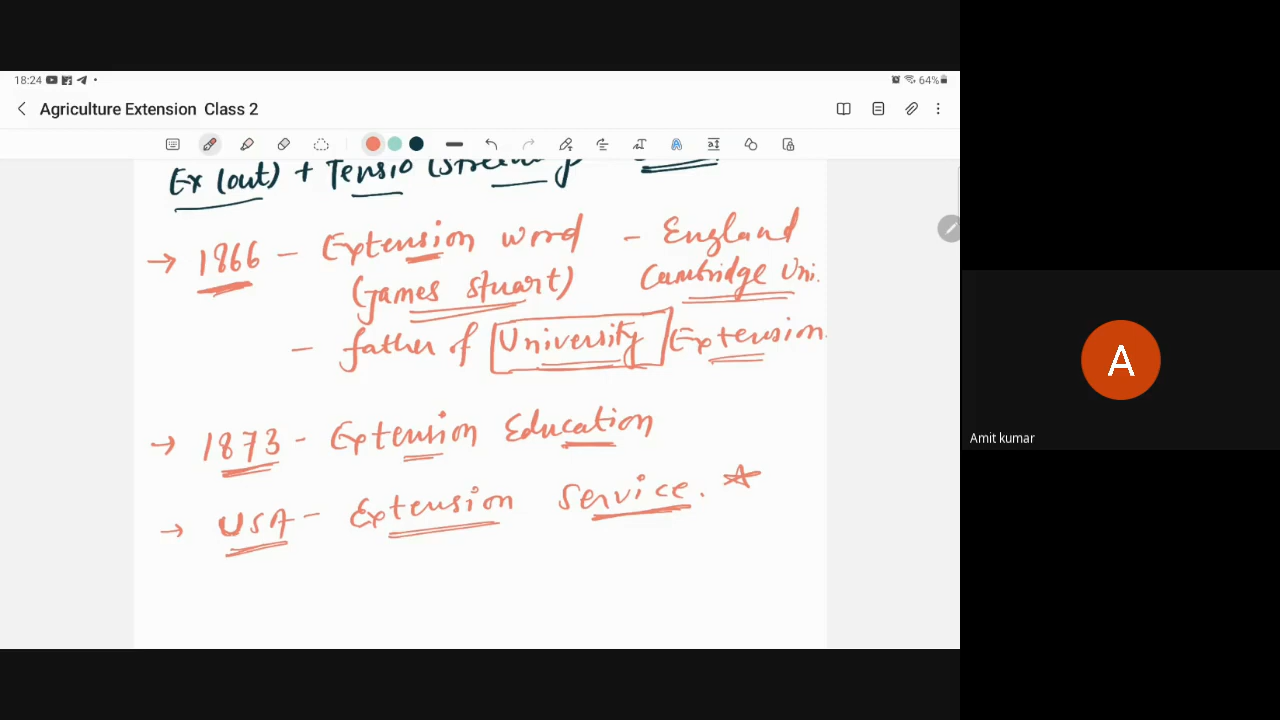 18:24 64%
Agriculture Extension Class 2
Ex (out) + Tensio
→ 1866 - Extension word - England
(James Stuart) Cambridge Uni.
- father of University Extension.
→ 1873 - Extension Education
→ USA - Extension Service.
A
Amit kumar